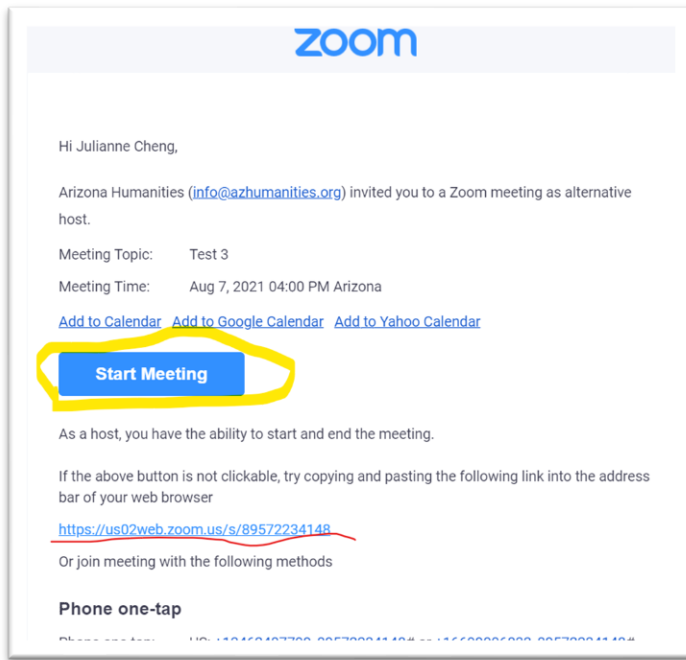 zoom
Hi Julianne Cheng,
Arizona Humanities (info@azhumanities.org) invited you to a Zoom meeting as alternative
host.
Meeting Topic: Test 3
Meeting Time: Aug 7, 2021 04:00 PM Arizona
Add to Calendar Add to Google Calendar Add to Yahoo Calendar
Start Meeting
As a host, you have the ability to start and end the meeting.
If the above button is not clickable, try copying and pasting the following link into the address
bar of your web browser
https://us02web.zoom.us/s/89572234148
Or join meeting with the following methods
Phone one-tap